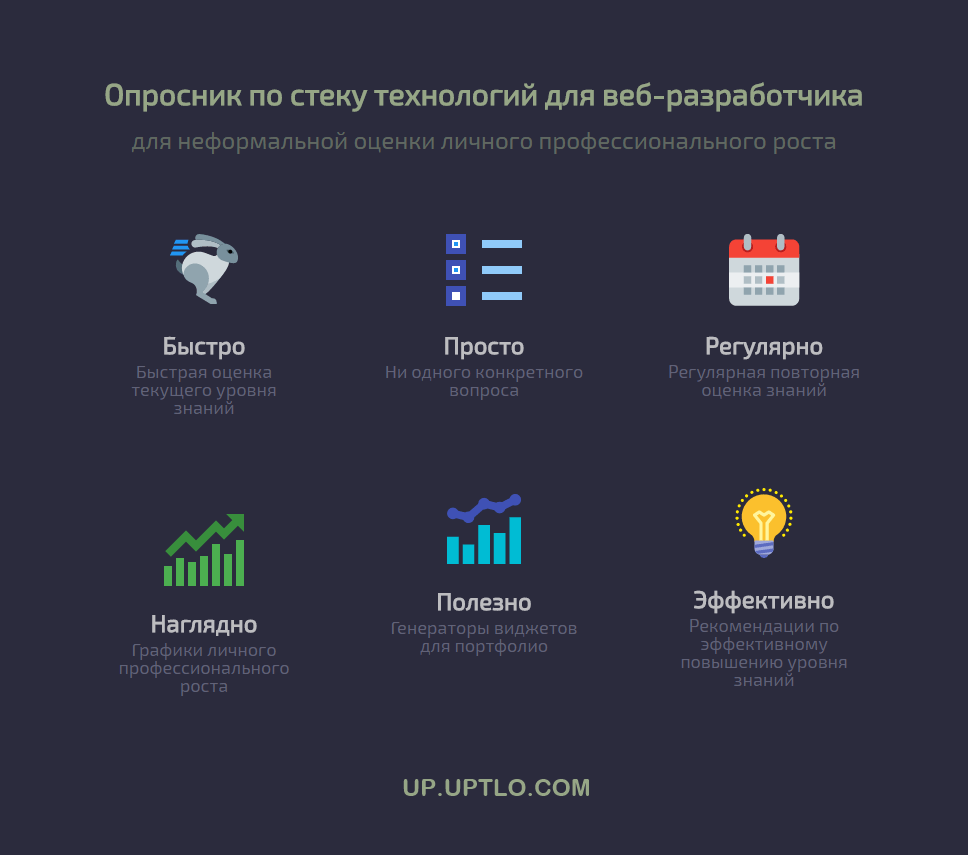 Опросник по стеку технологий для веб-разработчика
для неформальной оценки личного профессионального роста
Быстро
Быстрая оценка
текущего уровня
знаний
Просто
Ни одного конкретного
вопроса
Регулярно
Регулярная повторная
оценка знаний
Наглядно
Графики личного
профессионального
роста
Полезно
Генераторы виджетов
для портфолио
Эффективно
Рекомендации по
эффективному
повышению уровня
знаний
UP.UPTLO.COM